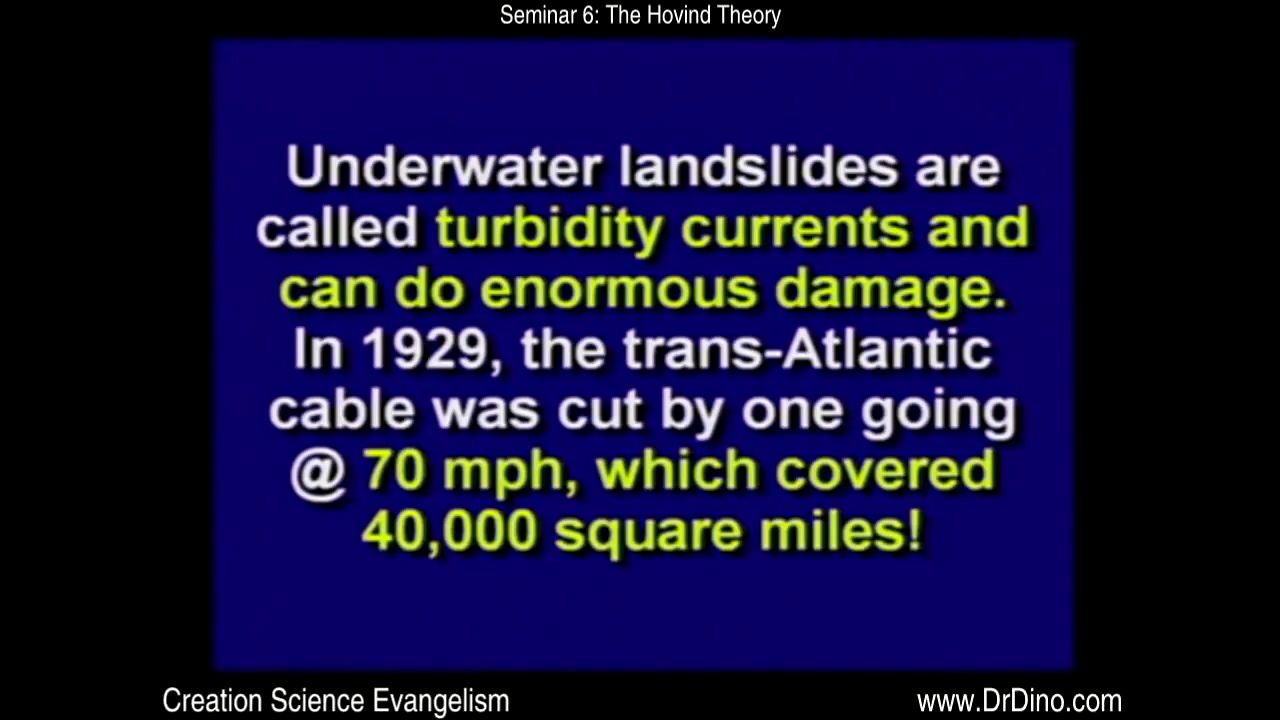 Seminar 6: The Hovind Theory
Underwater landslides are
called turbidity currents and
can do enormous damage.
In 1929, the trans-Atlantic
cable was cut by one going
@ 70 mph, which covered
40,000 square miles!
Creation Science Evangelism
www.DrDino.com